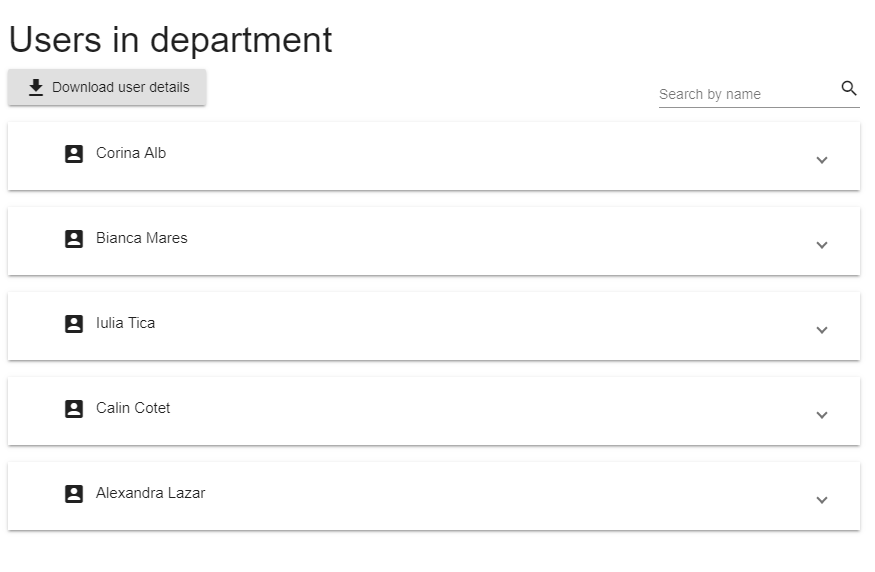 Users in department
Download user details
Search by name
Corina Alb
Bianca Mares
Iulia Tica
Calin Cotet
Alexandra Lazar